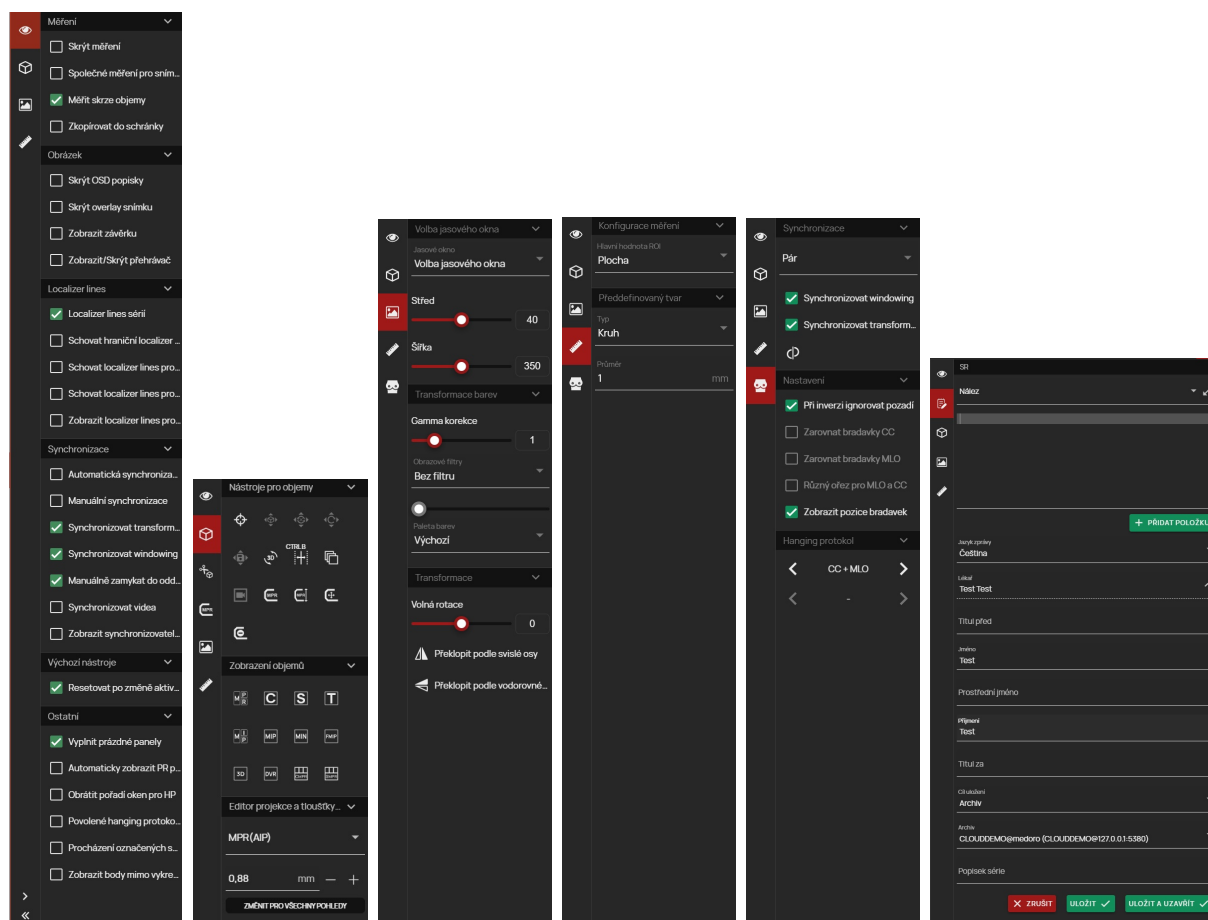 Měření
Skrýt měření
Společné měření pro sním...
Měřit skrze objemy
Zkopírovat do schránky
Obrázek
Skrýt OSD popisky
Skrýt overlay snímku
Zobrazit závěrku
Zobrazit/Skrýt přehrávač
Localizer lines
Localizer lines sérií
Schovat hraniční localizer ...
Schovat localizer lines pro...
Schovat localizer lines pro...
Zobrazit localizer lines pro...
Synchronizace
Automatická synchroniza...
Manuální synchronizace
Synchronizovat transform...
Synchronizovat windowing
Manuálně zamykat do odd...
Synchronizovat videa
Zobrazit synchronizovatel...
Výchozí nástroje
Resetovat po změně aktiv...
Ostatní
Vyplnit prázdné panely
Automaticky zobrazit PR p...
Obrátit pořadí oken pro HP
Povolené hanging protoko...
Procházení označených s...
Zobrazit body mimo vykre...
Nástroje pro objemy
3D
CTRL B
MPR
MPR
Zobrazení objemů
MPR C S T
MIP MIP MIN FMIP
3D DVR
Editor projekce a tloušťky...
MPR (AIP)
0,88 mm
ZMĚNIT PRO VŠECHNY POHLEDY
Volba jasového okna
Jasové okno
Volba jasového okna
Střed
40
Šířka
350
Transformace barev
Gamma korekce
1
Obrazové filtry
Bez filtru
Paleta barev
Výchozí
Transformace
Volná rotace
0
Překlopit podle svislé osy
Překlopit podle vodorovné...
Konfigurace měření
Hlavní hodnota ROI
Plocha
Předdefinovaný tvar
Typ
Kruh
Průměr
1 mm
Synchronizace
Pár
Synchronizovat windowing
Synchronizovat transform...
Nastavení
Při inverzi ignorovat pozadí
Zarovnat bradavky CC
Zarovnat bradavky MLO
Různý ořez pro MLO a CC
Zobrazit pozice bradavek
Hanging protokol
CC + MLO
-
SR
Nález
+ PŘIDAT POLOŽKU
Jazyk zprávy
Čeština
Lékař
Test Test
Titul před
Jméno
Test
Prostřední jméno
Příjmení
Test
Titul za
Cíl uložení
Archiv
Archiv
CLOUDDEMO@medoro (CLOUDDEMO@127.0.0.1:5380)
Popisek série
ZRUŠIT ULOŽIT ULOŽIT A UZAVŘÍT